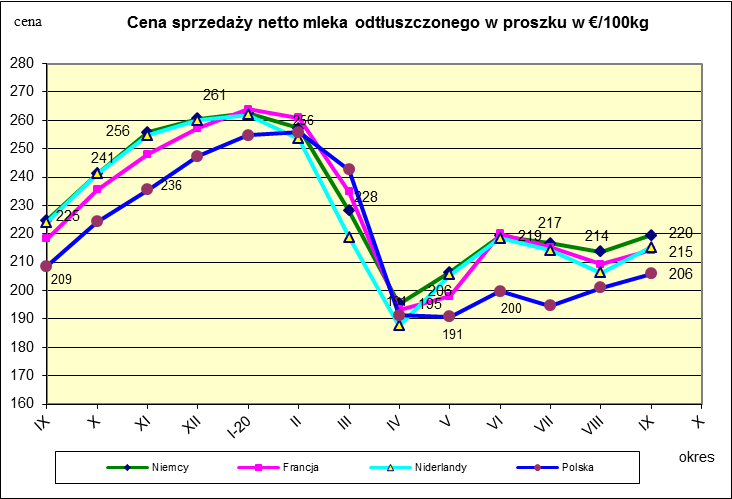 cena
Cena sprzedaży netto mleka odtłuszczonego w proszku w €/100kg
280
270
260
250
240
230
220
210
200
190
180
170
160
225
241
256
261
256
228
195
206
219
217
214
220
215
209
236
191
191
200
206
IX
X
XI
XII
I-20
II
III
IV
V
VI
VII
VIII
IX
X
okres
Niemcy
Francja
Niderlandy
Polska